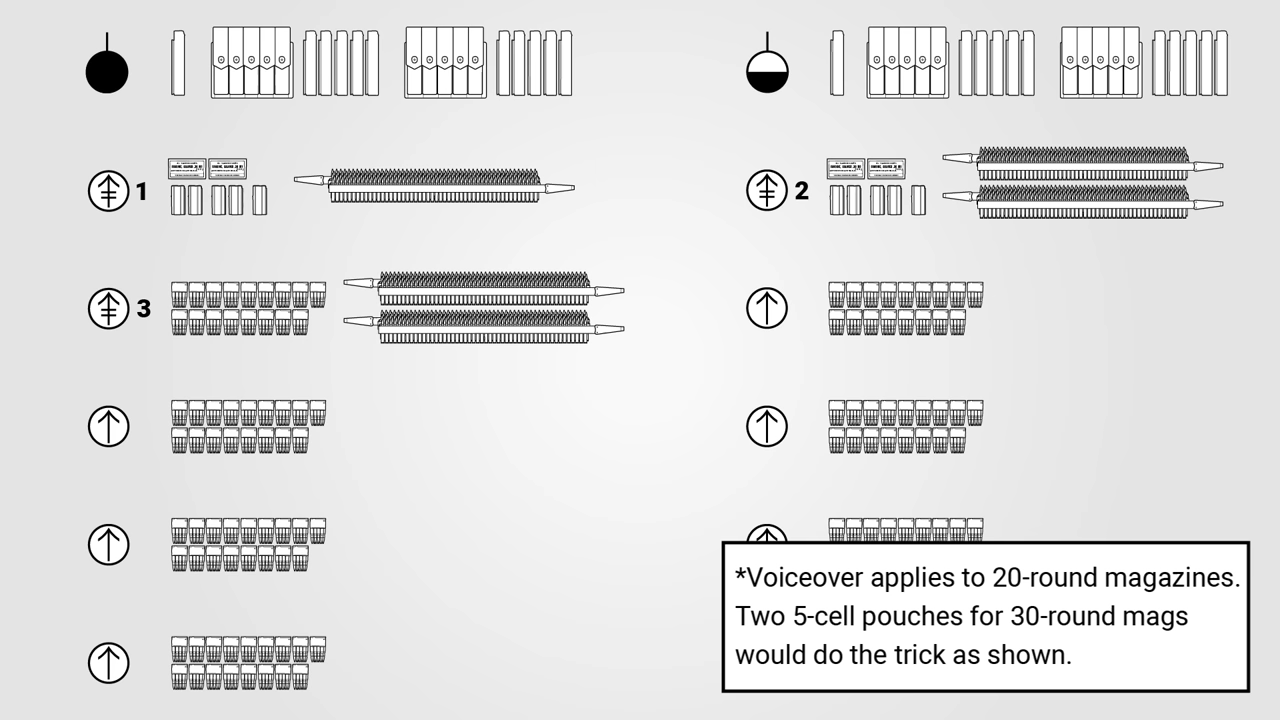 1
2
3
*Voiceover applies to 20-round magazines.
Two 5-cell pouches for 30-round mags
would do the trick as shown.